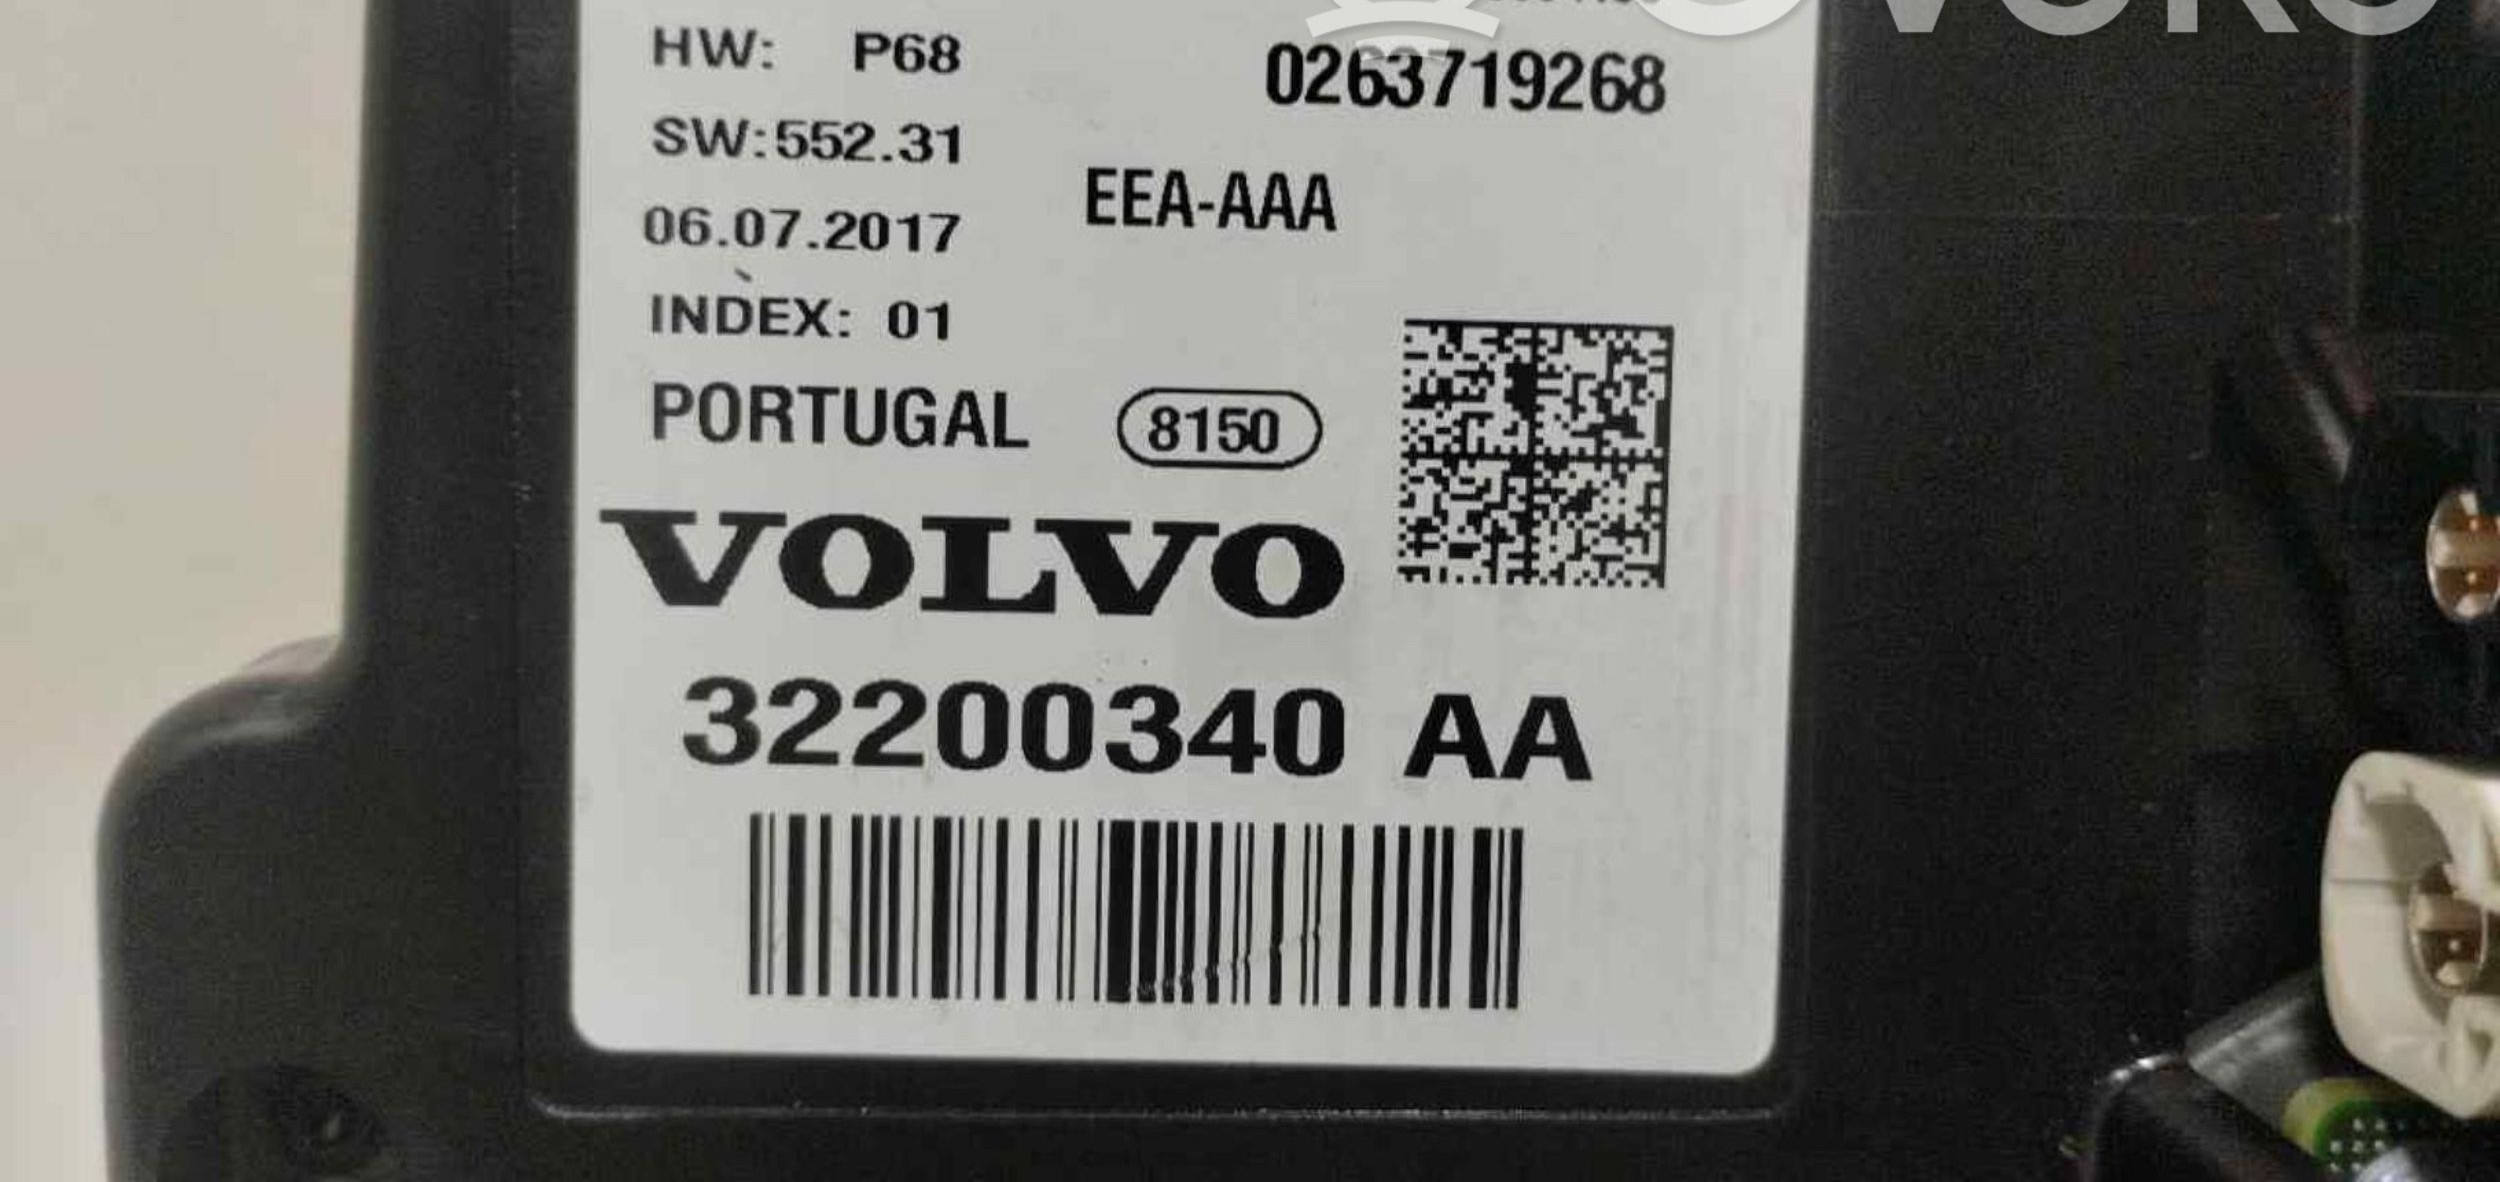 HW: P68
0263719268
SW:552.31
EEA-AAA
06.07.2017
INDEX: 01
PORTUGAL
8150
VOLVO
32200340 AA